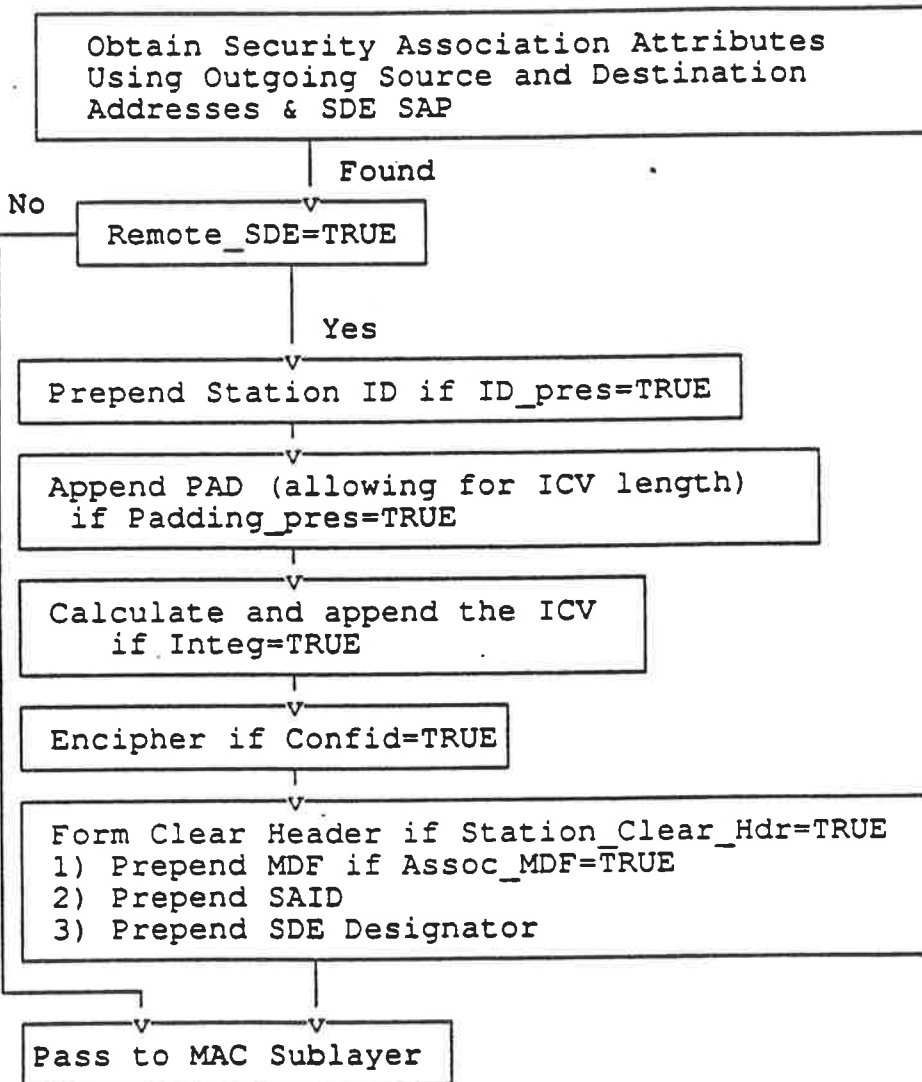 Obtain Security Association Attributes
Using Outgoing Source and Destination
Addresses & SDE SAP
Found
No
Remote_SDE=TRUE
Yes
Prepend Station ID if ID_pres=TRUE
Append PAD (allowing for ICV length)
if Padding_pres=TRUE
Calculate and append the ICV
if Integ=TRUE
Encipher if Confid=TRUE
Form Clear Header if Station_Clear_Hdr=TRUE
1) Prepend MDF if Assoc_MDF=TRUE
2) Prepend SAID
3) Prepend SDE Designator
Pass to MAC Sublayer